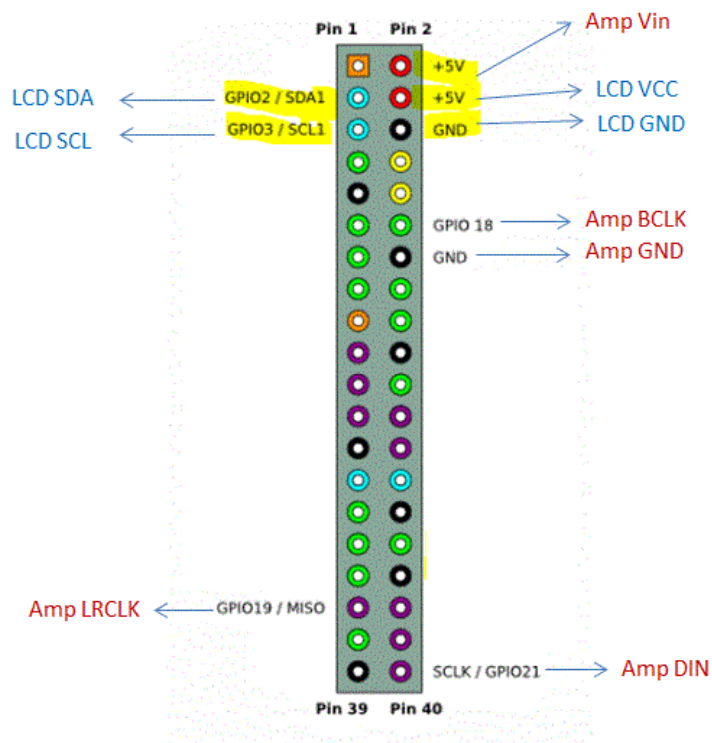 Pin 1 Pin 2 Amp Vin
+5V
LCD SDA GPIO2 / SDA1 +5V LCD VCC
LCD SCL GPIO3 / SCL1 GND LCD GND
GPIO 18 Amp BCLK
GND Amp GND
Amp LRCLK GPIO19 / MISO
SCLK / GPIO21 Amp DIN
Pin 39 Pin 40